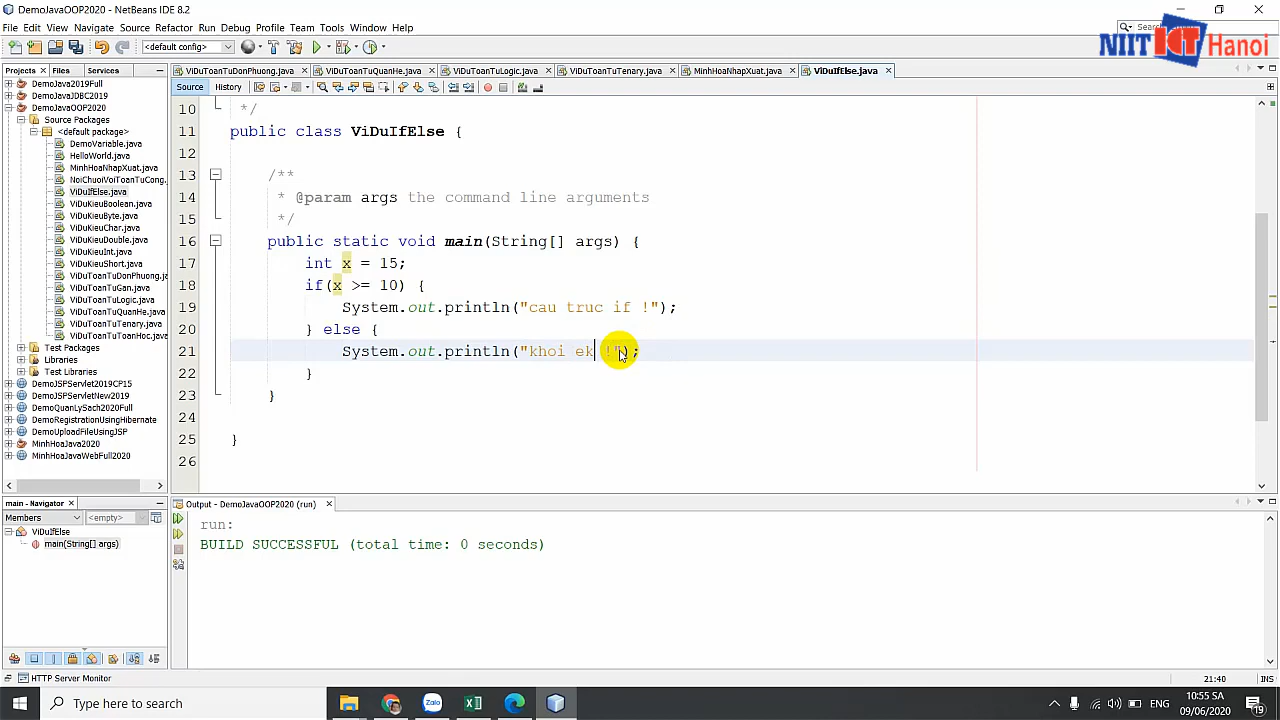 DemoJavaOOP2020 - NetBeans IDE 8.2
File Edit View Navigate Source Refactor Run Debug Profile Team Tools Window Help
NIIT ICT Hanoi
<default config>
Projects Files Services
ViDuToanTuDonPhuong.java ViDuToanTuQuanHe.java ViDuToanTuLogic.java ViDuToanTuTenary.java MinhHoaNhapXuat.java ViDuIfElse.java
Source History
DemoJava2019Full
DemoJavaJDBC2019
DemoJavaOOP2020
Source Packages
<default package>
DemoVariable.java
HelloWorld.java
MinhHoaNhapXuat.java
NoiChuoiVoiToanTuCong.
ViDuIfElse.java
ViDuKieuBoolean.java
ViDuKieuByte.java
ViDuKieuChar.java
ViDuKieuDouble.java
ViDuKieuInt.java
ViDuKieuShort.java
ViDuToanTuDonPhuong.j
ViDuToanTuGan.java
ViDuToanTuLogic.java
ViDuToanTuQuanHe.java
ViDuToanTuTenary.java
ViDuToanTuToanHoc.java
Test Packages
Libraries
Test Libraries
DemoJSPServlet2019CP15
DemoJSPServletNew2019
DemoQuanLySach2020Full
DemoRegistrationUsingHibernate
DemoUploadFileUsingJSP
MinhHoaJava2020
MinhHoaJavaWebFull2020
10 */
11 public class ViDuIfElse {
12
13 /**
14 * @param args the command line arguments
15 */
16 public static void main(String[] args) {
17 int x = 15;
18 if(x >= 10) {
19 System.out.println("cau truc if !");
20 } else {
21 System.out.println("khoi ek !");
22 }
23 }
24
25 }
26
main - Navigator
Members <empty>
ViDuIfElse
main(String[] args)
Output - DemoJavaOOP2020 (run)
run:
BUILD SUCCESSFUL (total time: 0 seconds)
HTTP Server Monitor
21:40 INS
Type here to search
Zalo
ENG
10:55 SA
09/06/2020
19